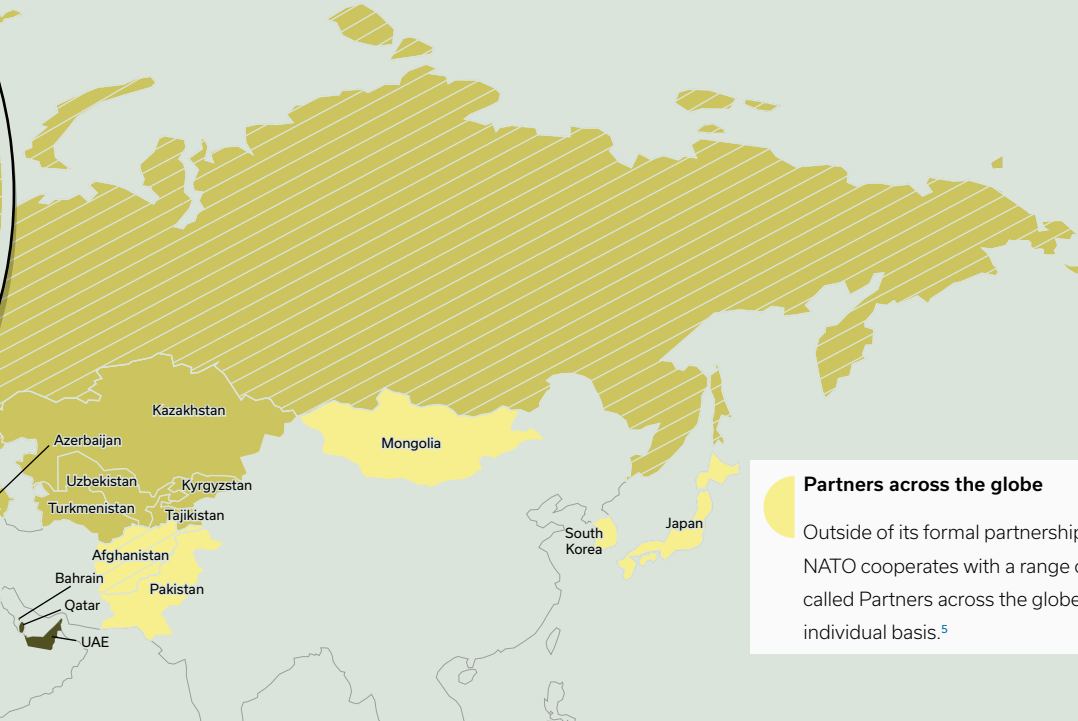 Kazakhstan
Azerbaijan
Mongolia
Uzbekistan
Kyrgyzstan
Turkmenistan
Tajikistan
Afghanistan
Bahrain
Pakistan
Qatar
UAE
South
Korea
Japan
Partners across the globe
Outside of its formal partnership
NATO cooperates with a range
called Partners across the globe
individual basis.5